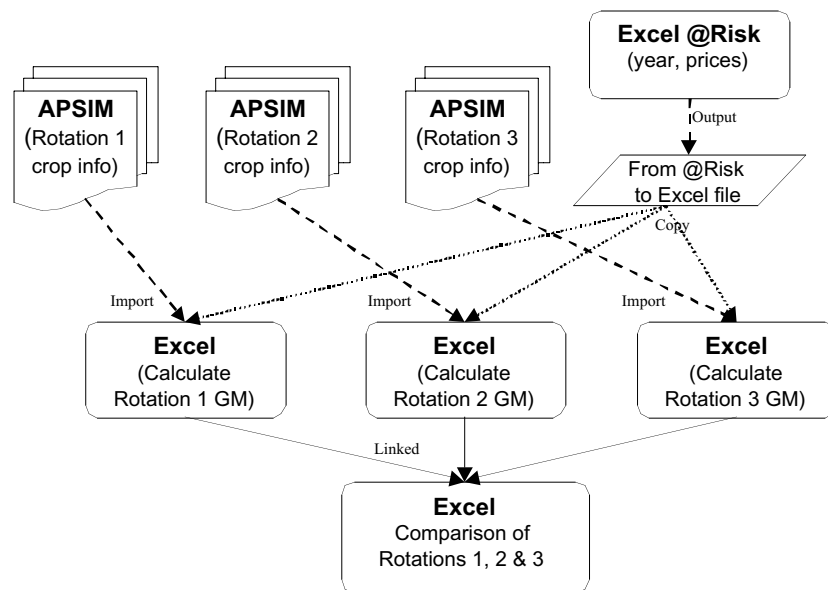 Excel @Risk
(year, prices)
APSIM
(Rotation 1
crop info)
APSIM
(Rotation 2
crop info)
APSIM
(Rotation 3
crop info)
Output
From @Risk
to Excel file
Copy
Import
Import
Import
Excel
(Calculate
Rotation 1 GM)
Excel
(Calculate
Rotation 2 GM)
Excel
(Calculate
Rotation 3 GM)
Linked
Excel
Comparison of
Rotations 1, 2 & 3